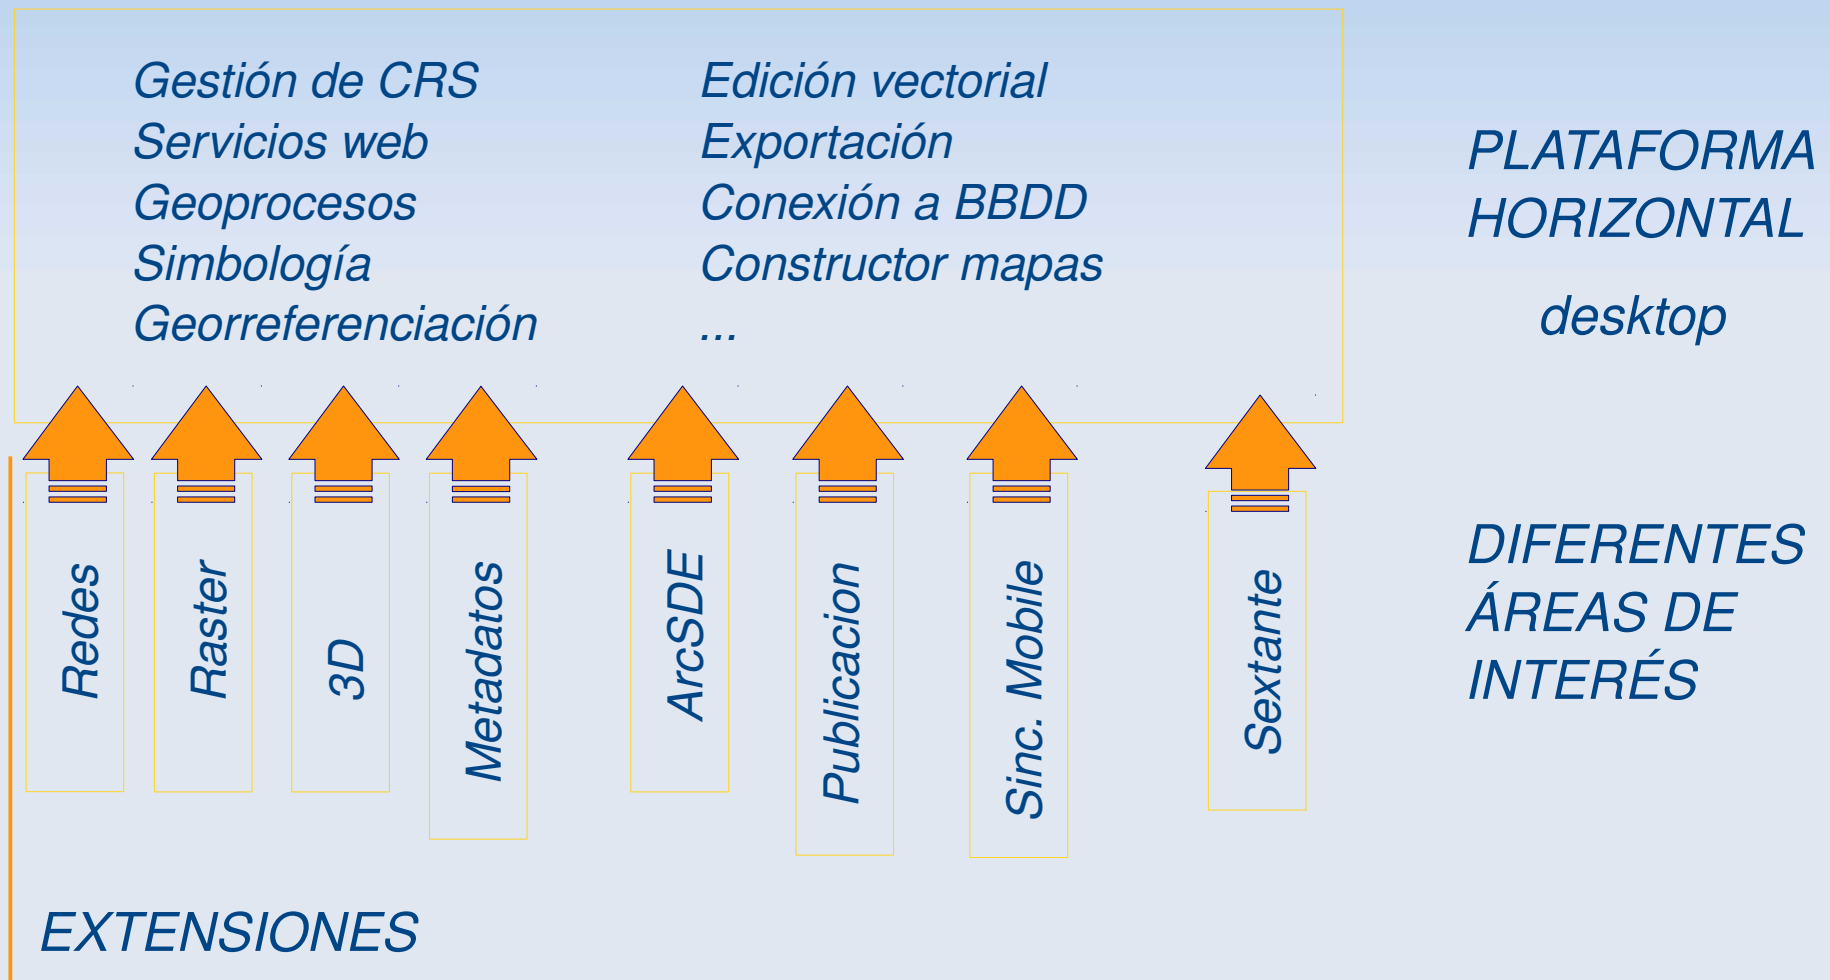 Gestión de CRS
Servicios web
Geoprocesos
Simbología
Georreferenciación
Edición vectorial
Exportación
Conexión a BBDD
Constructor mapas
...
PLATAFORMA
HORIZONTAL
desktop
Redes
Raster
3D
Metadatos
ArcSDE
Publicacion
Sinc. Mobile
Sextante
DIFERENTES
ÁREAS DE
INTERÉS
EXTENSIONES